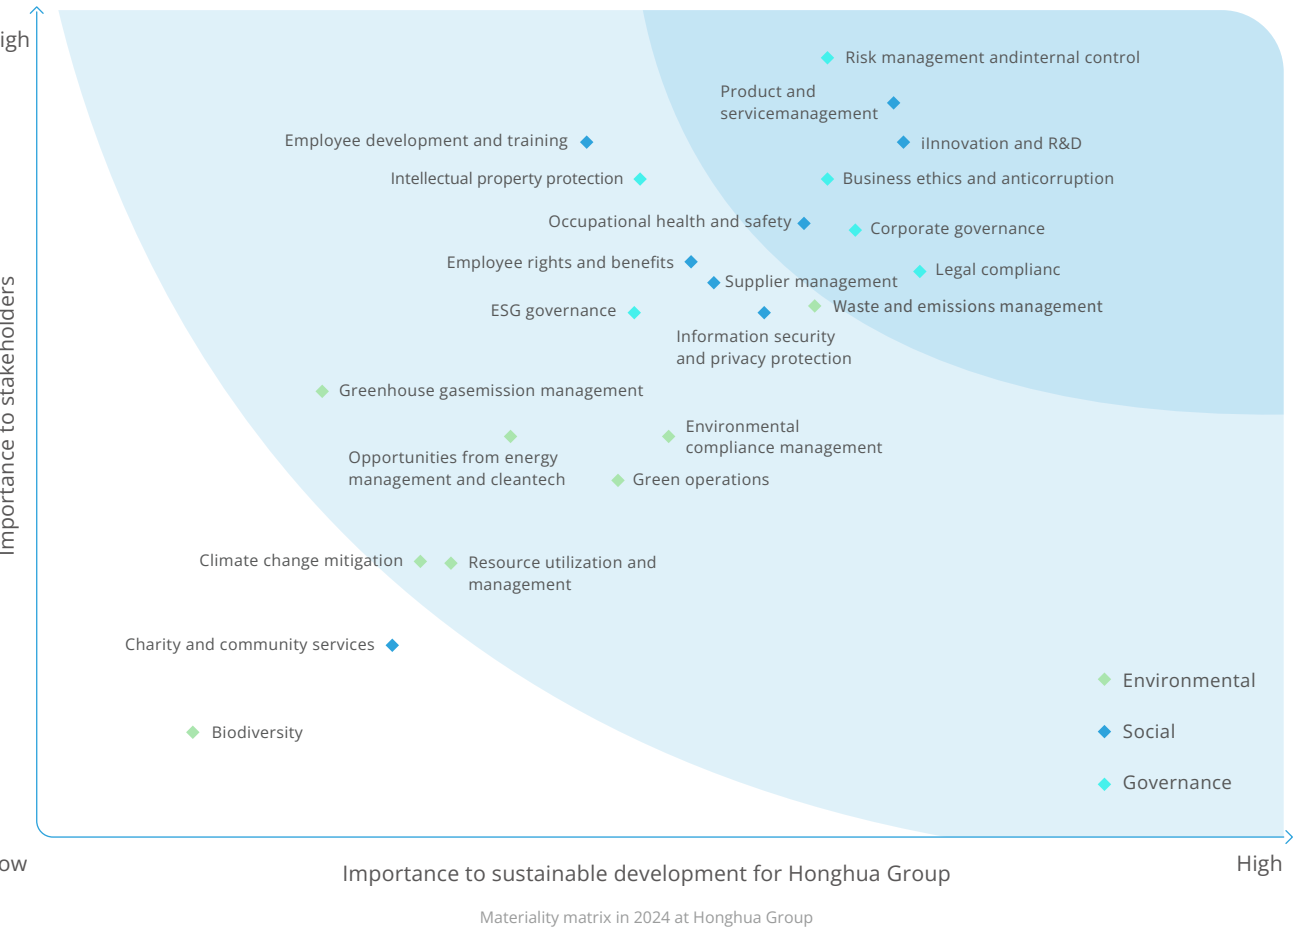 igh
Risk management andinternal control
Product and
servicemanagement
Employee development and training
iInnovation and R&D
Intellectual property protection
Business ethics and anticorruption
Occupational health and safety
Corporate governance
Employee rights and benefits
Legal complianc
Supplier management
ESG governance
Waste and emissions management
Information security
and privacy protection
Importance to stakeholders
Greenhouse gasemission management
Environmental
compliance management
Opportunities from energy
management and cleantech
Green operations
Climate change mitigation
Resource utilization and
management
Charity and community services
Biodiversity
Environmental
Social
Governance
ow
High
Importance to sustainable development for Honghua Group
Materiality matrix in 2024 at Honghua Group